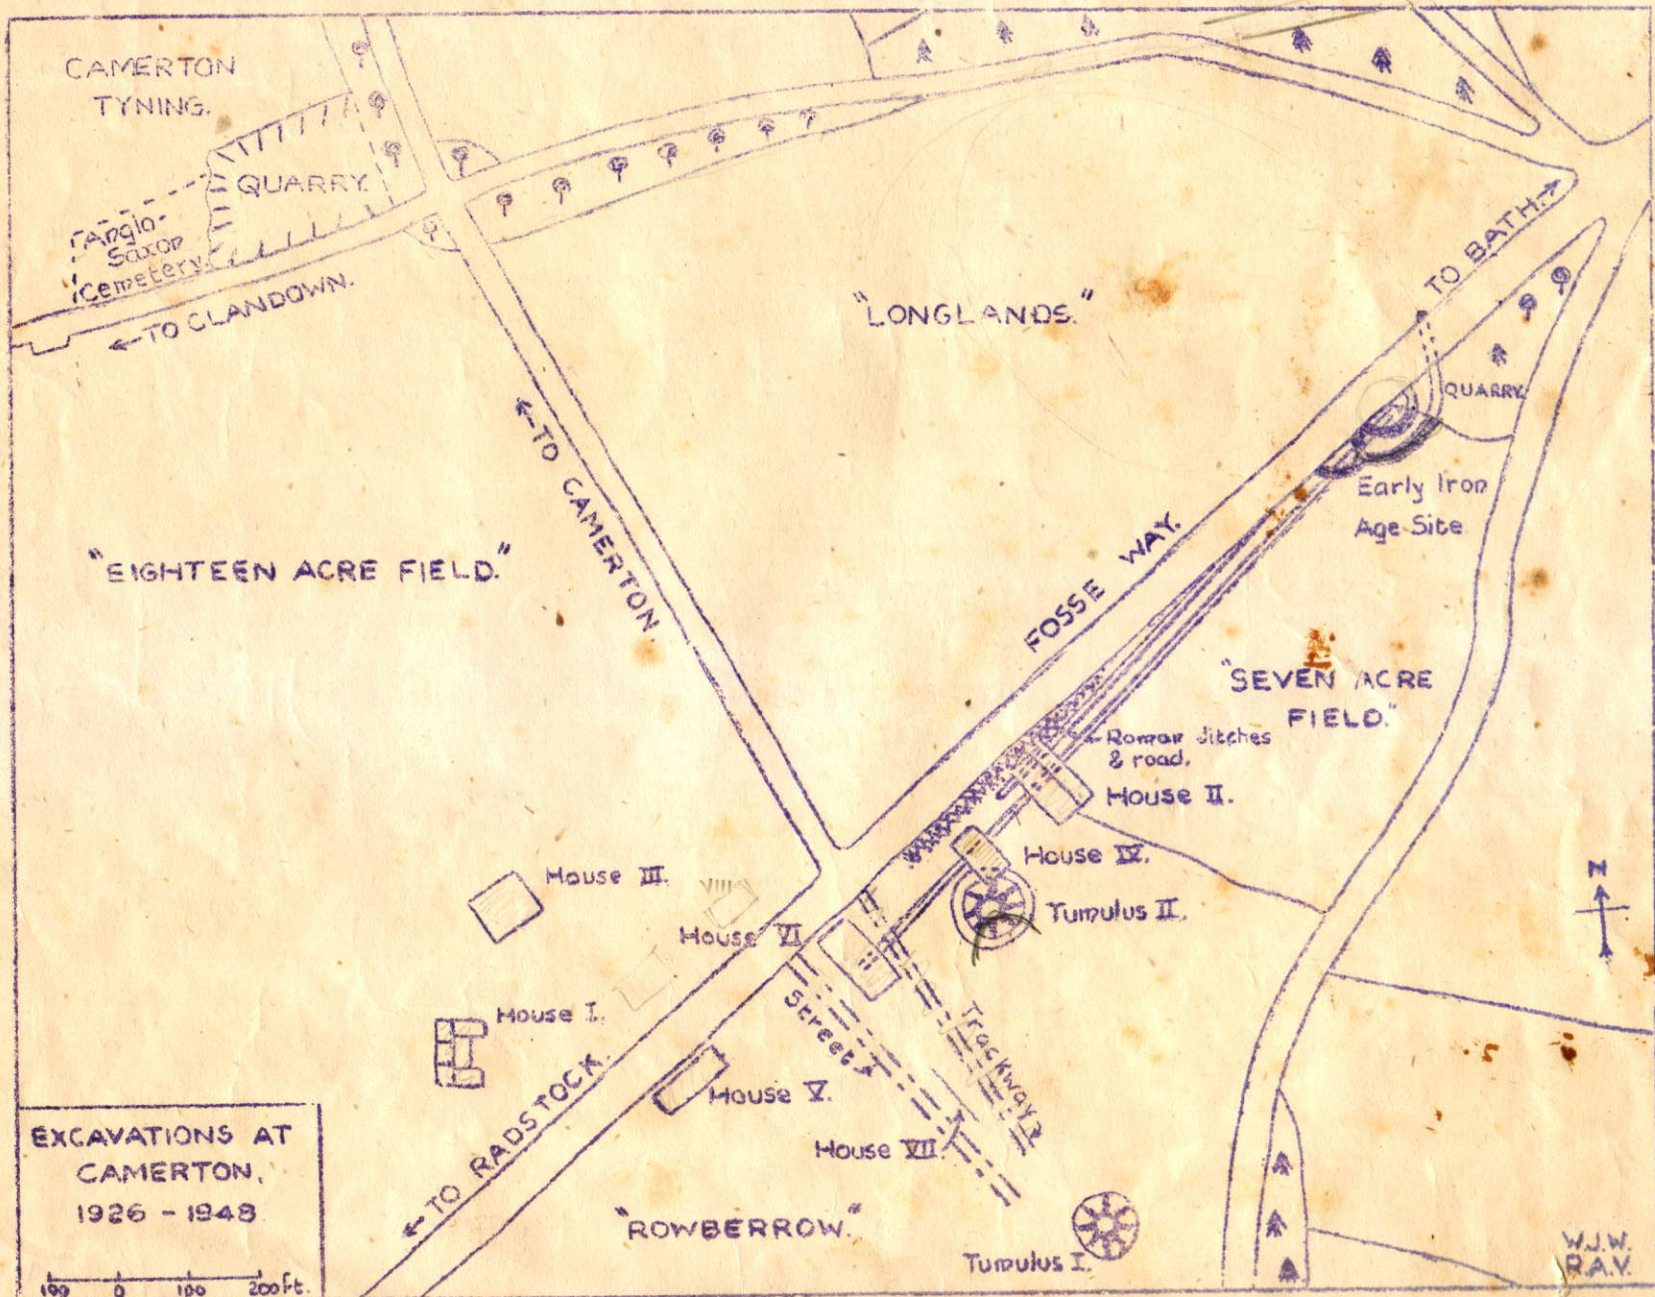 CAMERTON
TYNING.
QUARRY.
Anglo-
Saxon
Cemetery.
←TO CLANDOWN.
"LONGLANDS."
TO BATH.→
QUARRY.
Early Iron
Age Site
←TO CAMERTON.
"EIGHTEEN ACRE FIELD."
FOSSE WAY.
"SEVEN ACRE
FIELD."
←Roman ditches
& road.
House II.
House IV.
Tumulus II.
N
House III.
VIII
House VI
House I.
Street
Trackway
House V.
House VII.
←TO RADSTOCK.
"ROWBERROW."
Tumulus I.
EXCAVATIONS AT
CAMERTON.
1926 - 1948
100 0 100 200ft.
W.J.W.
R.A.V.